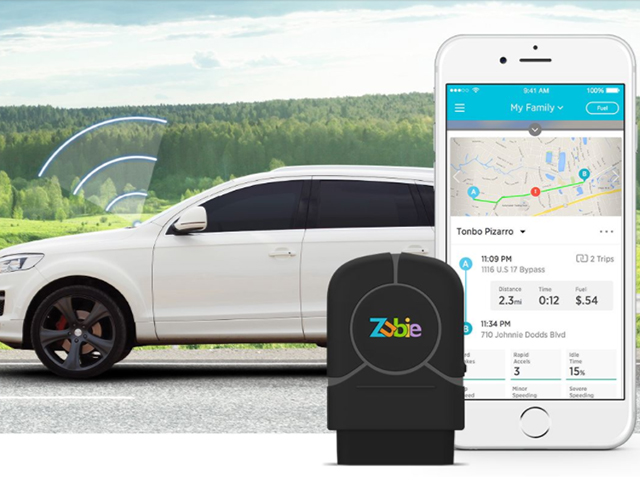 9:41 AM
100%
My Family
Fuel
A
B
Tonbo Pizarro
A
11:09 PM
1116 U.S 17 Bypass
2 Trips
Distance
Time
Fuel
2.3mi
0:12
$.54
B
11:34 PM
710 Johnnie Dodds Blvd
Rapid
Accels
3
Idle
Time
15%
Minor
Speeding
Severe
Speeding
Zubie